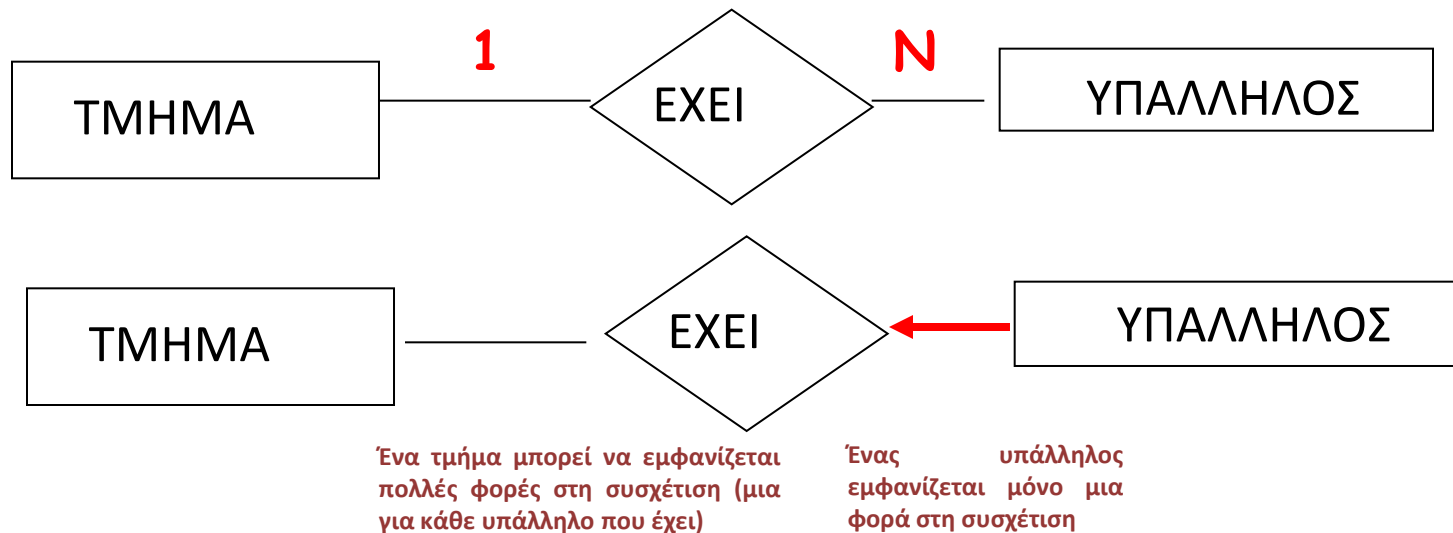 1
N
ΤΜΗΜΑ
ΕΧΕΙ
ΥΠΑΛΛΗΛΟΣ
ΤΜΗΜΑ
ΕΧΕΙ
ΥΠΑΛΛΗΛΟΣ
Ένα τμήμα μπορεί να εμφανίζεται
πολλές φορές στη συσχέτιση (μια
για κάθε υπάλληλο που έχει)
Ένας υπάλληλος
εμφανίζεται μόνο μια
φορά στη συσχέτιση